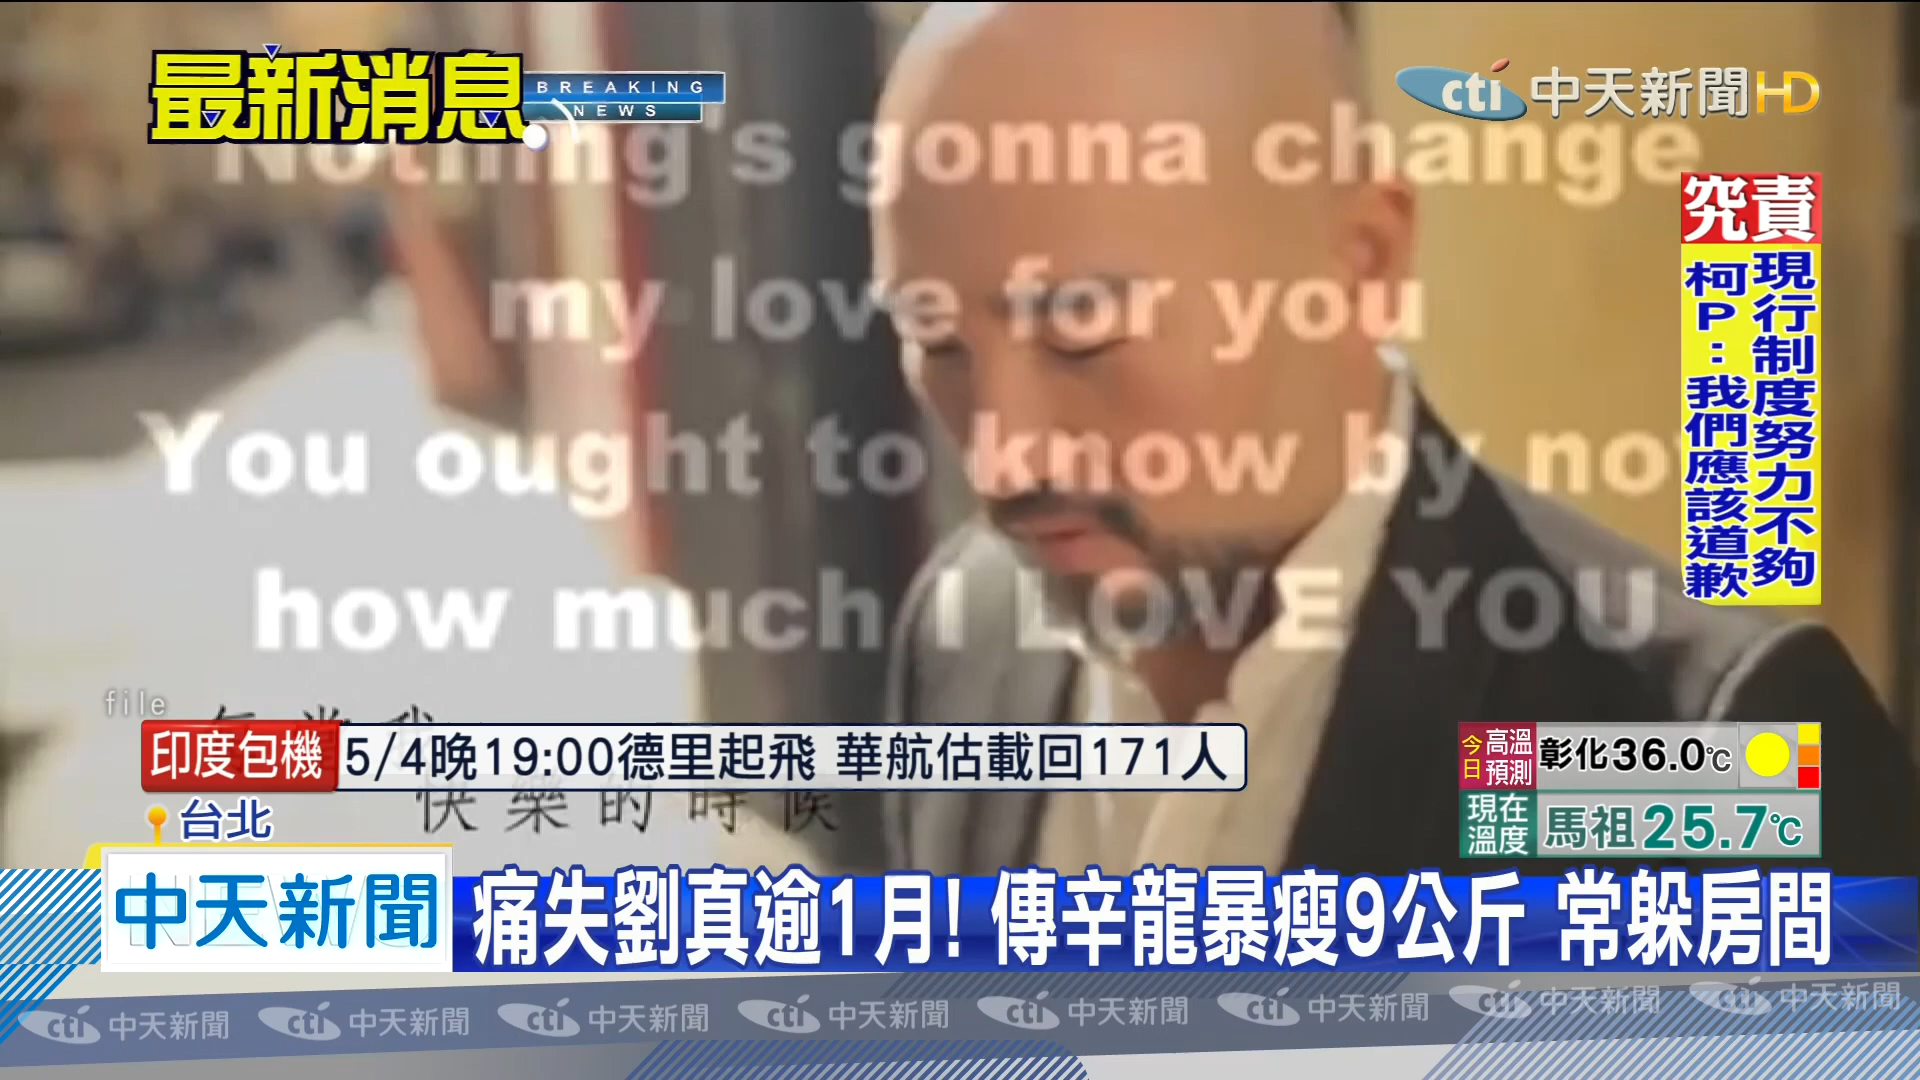 最新消息
BREAKING
NEWS
cti 中天新聞HD
Nothing's gonna change
my love for you
You ought to know by now
how much I LOVE YOU
究責
現行制度努力不夠
柯P：我們應該道歉
file
快樂的時候
印度包機
5/4晚19:00德里起飛 華航估載回171人
今日高溫預測
彰化36.0℃
現在溫度
馬祖25.7℃
台北
中天新聞
痛失劉真逾1月! 傳辛龍暴瘦9公斤 常躲房間
cti 中天新聞 cti 中天新聞 cti 中天新聞 cti 中天新聞 cti 中天新聞 cti 中天新聞 cti 中天新聞 cti 中天新聞